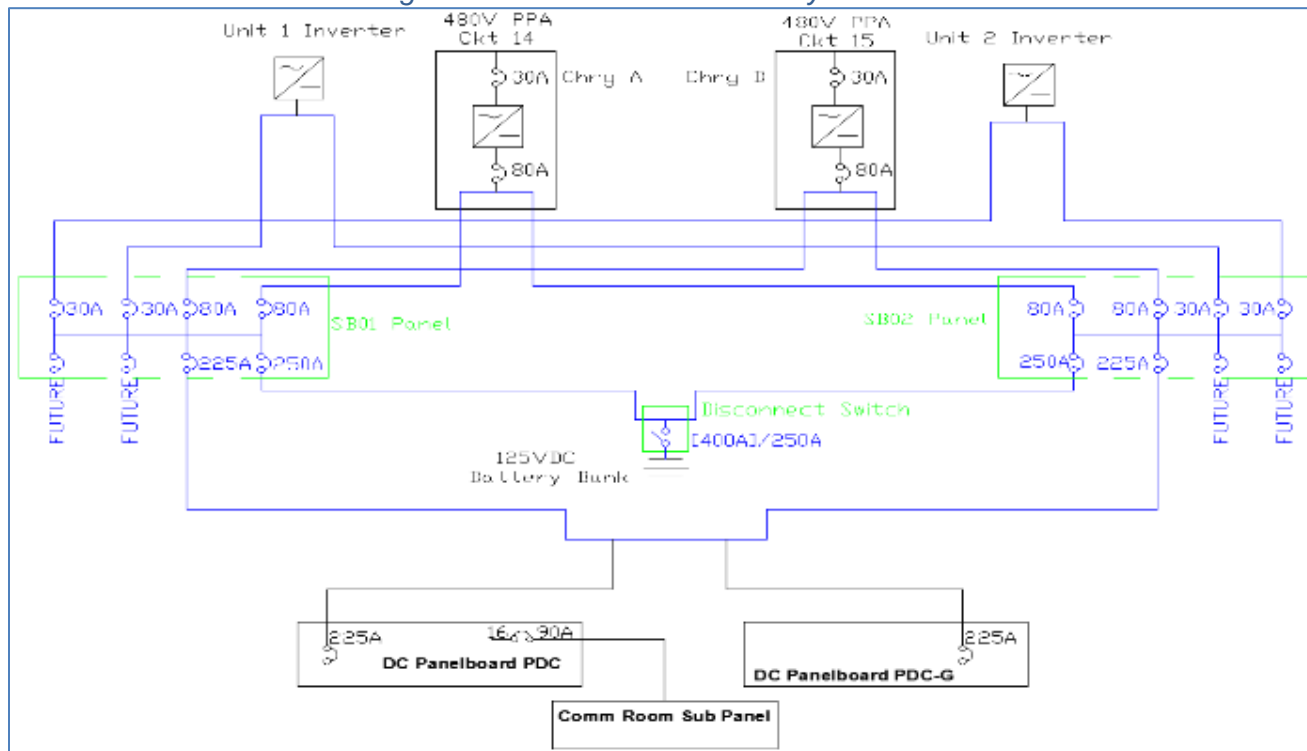 480V PPA
Ckt 14
480V PPA
Ckt 15
Unit 1 Inverter
Unit 2 Inverter
30A
Chrg A
Chrg B
30A
80A
80A
30A
30A
80A
80A
SB01 Panel
225A
250A
FUTURE
FUTURE
80A
80A
30A
30A
SB02 Panel
250A
225A
FUTURE
FUTURE
Disconnect Switch
[400A]/250A
125VDC
Battery Bank
225A
16
90A
DC Panelboard PDC
225A
DC Panelboard PDC-G
Comm Room Sub Panel